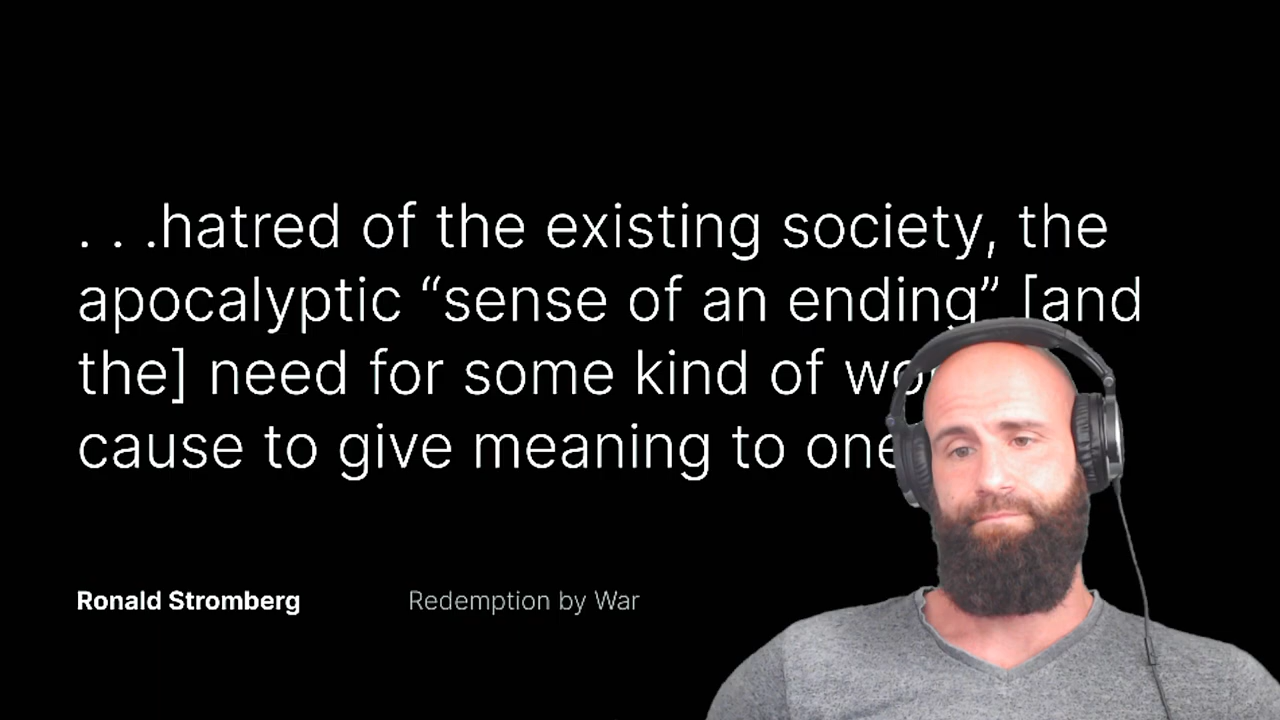 . . .hatred of the existing society, the
apocalyptic “sense of an ending” [and
the] need for some kind of
cause to give meaning to
Ronald Stromberg
Redemption by War